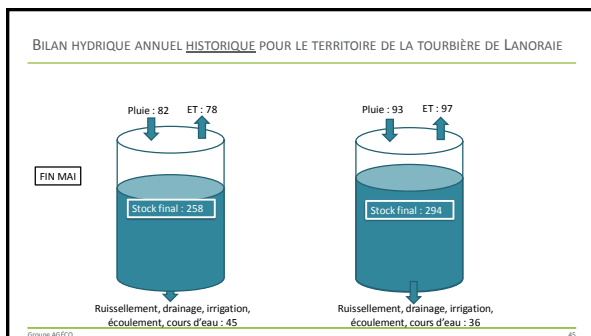 BILAN HYDRIQUE ANNUEL HISTORIQUE POUR LE TERRITOIRE DE LA TOURBIÈRE DE LANORAIE
Pluie : 82 ET : 78
Pluie : 93 ET : 97
FIN MAI
Stock final : 258
Stock final : 294
Ruissellement, drainage, irrigation,
écoulement, cours d'eau : 45
Ruissellement, drainage, irrigation,
écoulement, cours d'eau : 36
Groupe AGÉCO
45